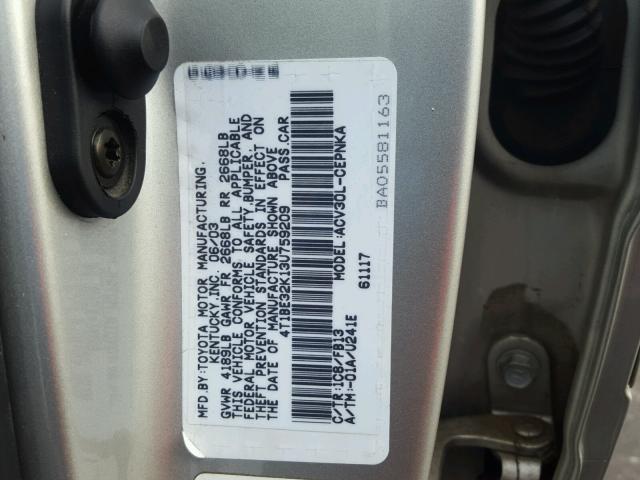 MFD.BY:TOYOTA MOTOR MANUFACTURING,
KENTUCKY,INC. 06/03
GVWR 4189LB GAWR FR 2668LB RR 2668LB
THIS VEHICLE CONFORMS TO ALL APPLICABLE
FEDERAL MOTOR VEHICLE SAFETY,BUMPER, AND
THEFT PREVENTION STANDARDS IN EFFECT ON
THE DATE OF MANUFACTURE SHOWN ABOVE
4T1BE32K13U759209 PASS.CAR
MODEL:ACV30L-CEPNKA
61117
C/TR:1C8/FB13
A/TM:-01A/U241E
BA05581163